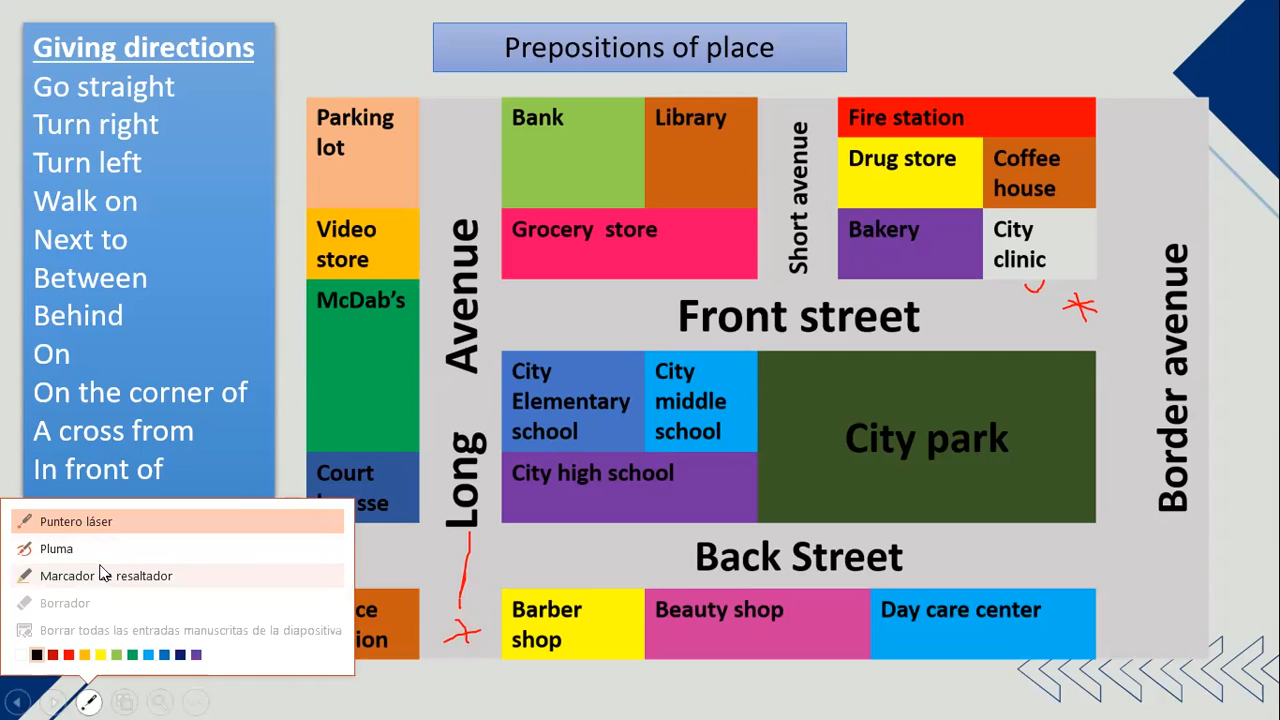 Giving directions
Go straight
Turn right
Turn left
Walk on
Next to
Between
Behind
On
On the corner of
A cross from
In front of
Prepositions of place
Parking
lot
Video
store
McDab's
Court
sse
ce
ion
Long Avenue
Bank
Library
Grocery store
Short avenue
Fire station
Drug store
Coffee
house
Bakery
City
clinic
Front street
City
Elementary
school
City
middle
school
City high school
City park
Border avenue
Back Street
Barber
shop
Beauty shop
Day care center
Puntero láser
Pluma
Marcador resaltador
Borrador
Borrar todas las entradas manuscritas de la diapositiva